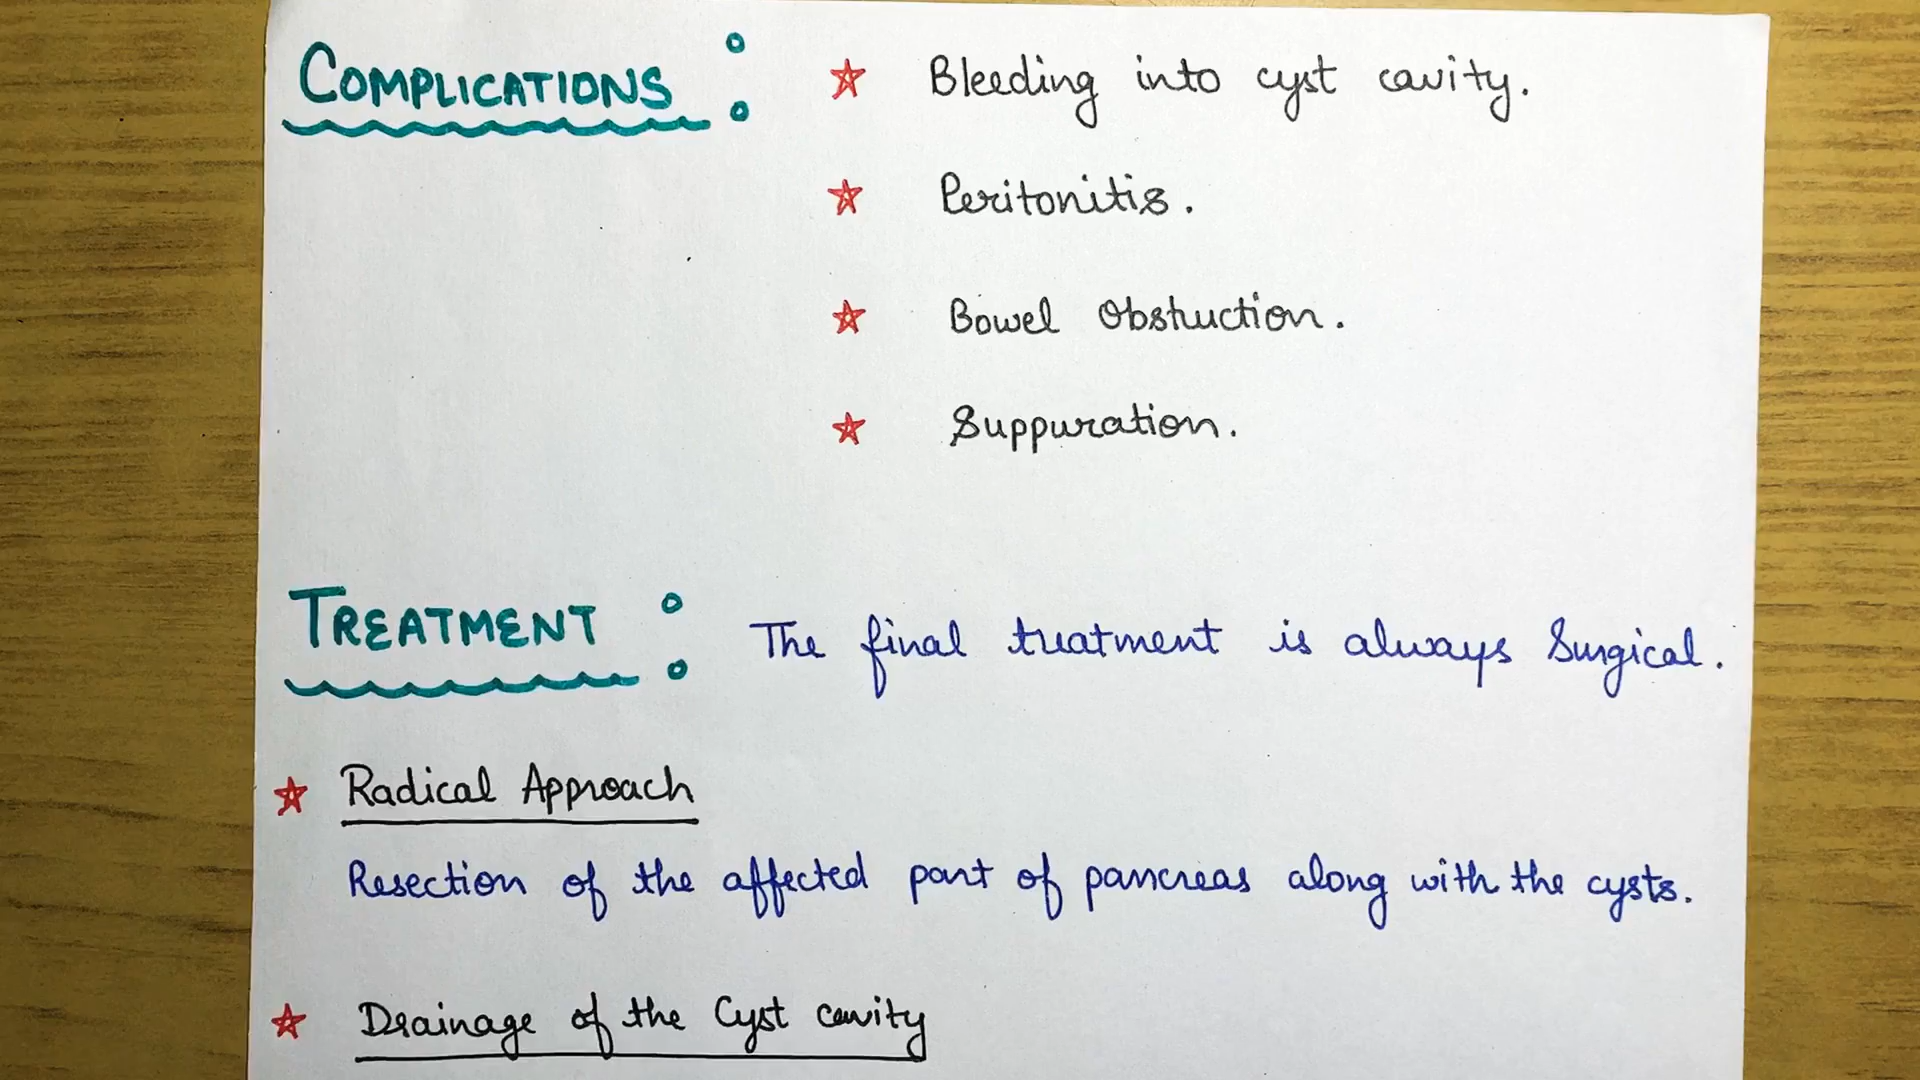 COMPLICATIONS : Bleeding into cyst cavity.
Peritonitis.
Bowel Obstruction.
Suppuration.
TREATMENT : The final treatment is always Surgical.
Radical Approach
Resection of the affected part of pancreas along with the cysts.
Drainage of the Cyst cavity